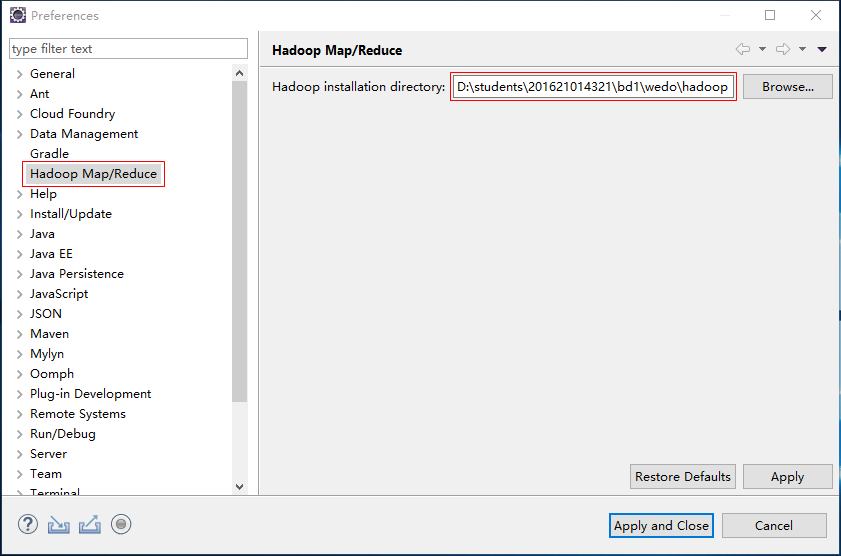 Preferences
type filter text
General
Ant
Cloud Foundry
Data Management
Gradle
Hadoop Map/Reduce
Help
Install/Update
Java
Java EE
Java Persistence
JavaScript
JSON
Maven
Mylyn
Oomph
Plug-in Development
Remote Systems
Run/Debug
Server
Team
Terminal
Hadoop Map/Reduce
Hadoop installation directory: D:\students\201621014321\bd1\wedo\hadoop Browse...
Restore Defaults Apply
? Apply and Close Cancel